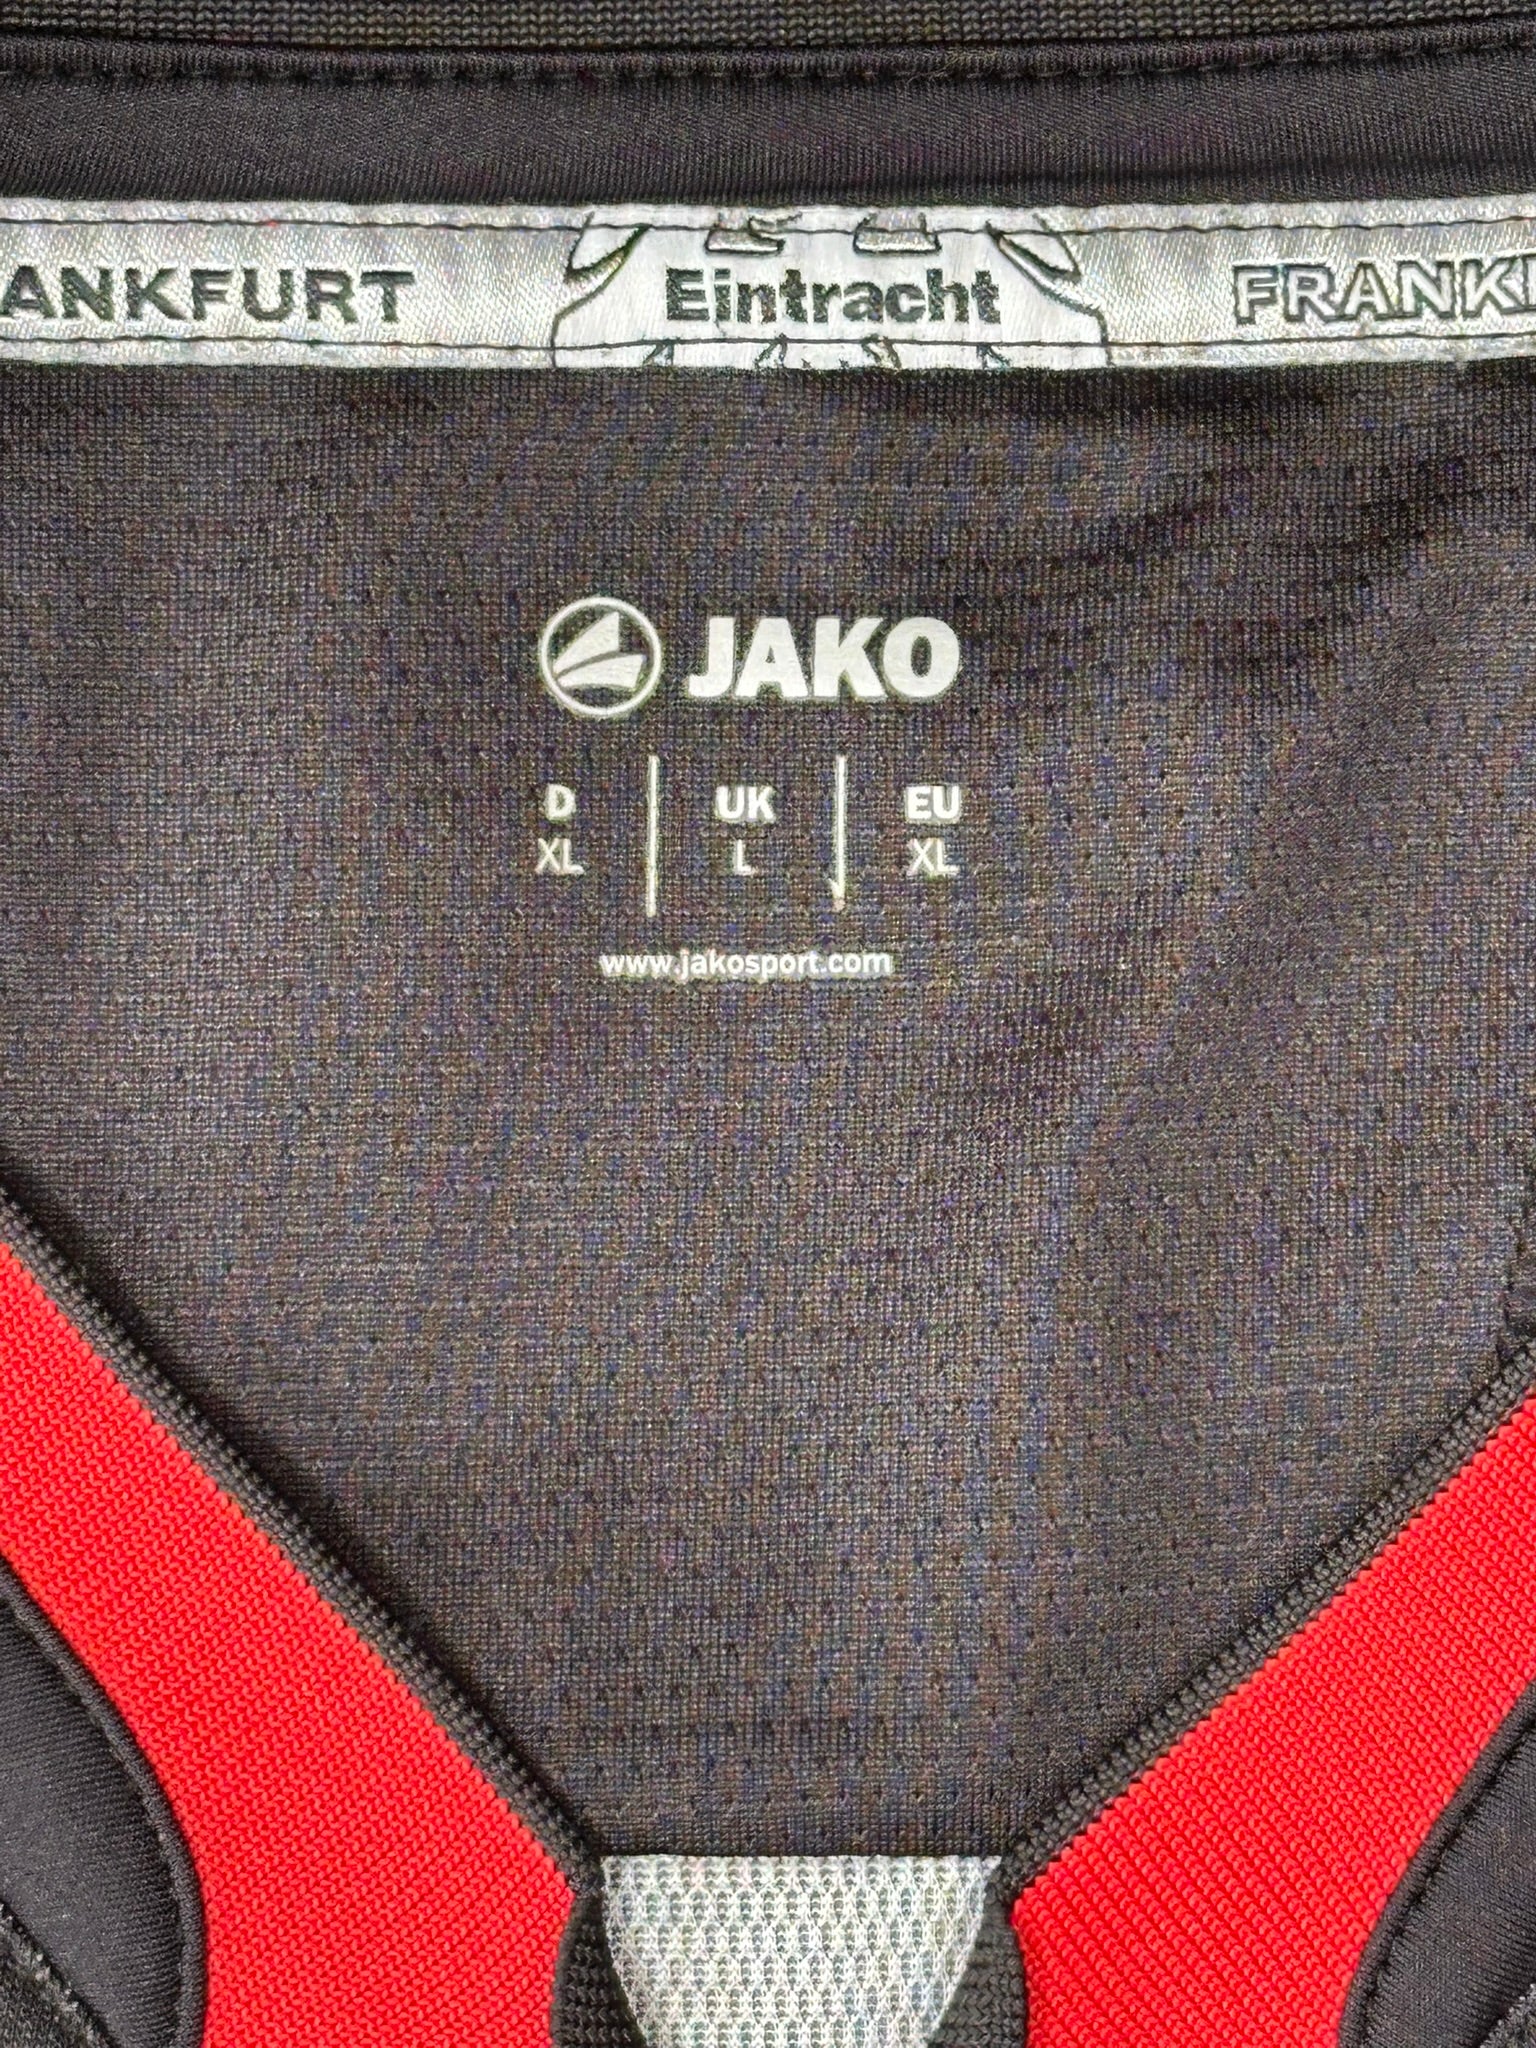 ANKFURT Eintracht FRANK
JAKO
D UK EU
XL L XL
www.jakosport.com